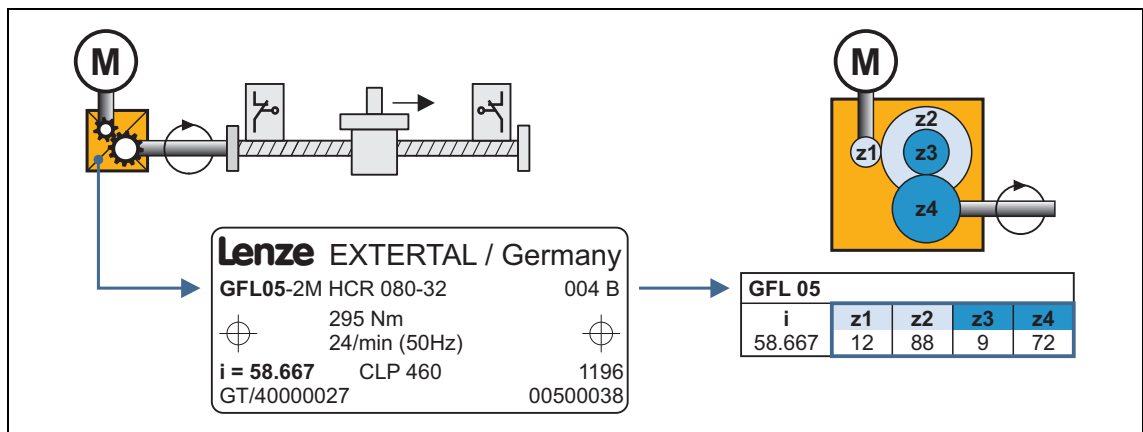 M
M
z2
z1
z3
z4
Lenze EXTERTAL / Germany
GFL05-2M HCR 080-32 004 B
295 Nm
24/min (50Hz)
i = 58.667 CLP 460 1196
GT/40000027 00500038
GFL 05
i z1 z2 z3 z4
58.667 12 88 9 72